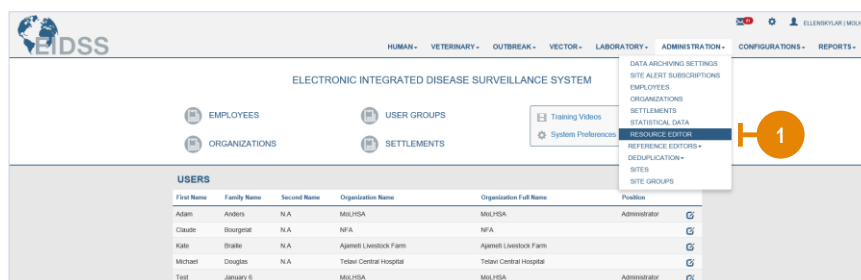 ELLENSKYLAR | MOLH
EIDSS
HUMAN VETERINARY OUTBREAK VECTOR LABORATORY ADMINISTRATION CONFIGURATIONS REPORTS
DATA ARCHIVING SETTINGS
SITE ALERT SUBSCRIPTIONS
EMPLOYEES
ORGANIZATIONS
SETTLEMENTS
STATISTICAL DATA
RESOURCE EDITOR
REFERENCE EDITORS
DEDUPLICATION
SITES
SITE GROUPS
1
ELECTRONIC INTEGRATED DISEASE SURVEILLANCE SYSTEM
EMPLOYEES USER GROUPS Training Videos
ORGANIZATIONS SETTLEMENTS System Preferences
USERS
First Name Family Name Second Name Organization Name Organization Full Name Position
Adam Anders N.A MoLHSA MoLHSA Administrator
Claude Bourgelat N.A NFA NFA
Kate Braille N.A Ajameti Livestock Farm Ajameti Livestock Farm
Michael Douglas N.A Telavi Central Hospital Telavi Central Hospital
Test January 6 MoLHSA MoLHSA Administrator